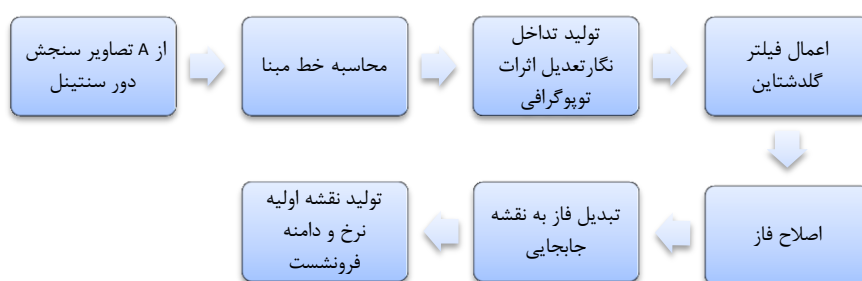 از A تصاویر سنجش
دور سنتینل
محاسبه خط مبنا
تولید تداخل
نگارتعدیل اثرات
توپوگرافی
اعمال فیلتر
گلدشتاین
اصلاح فاز
تبدیل فاز به نقشه
جابجایی
تولید نقشه اولیه
نرخ و دامنه
فرونشست